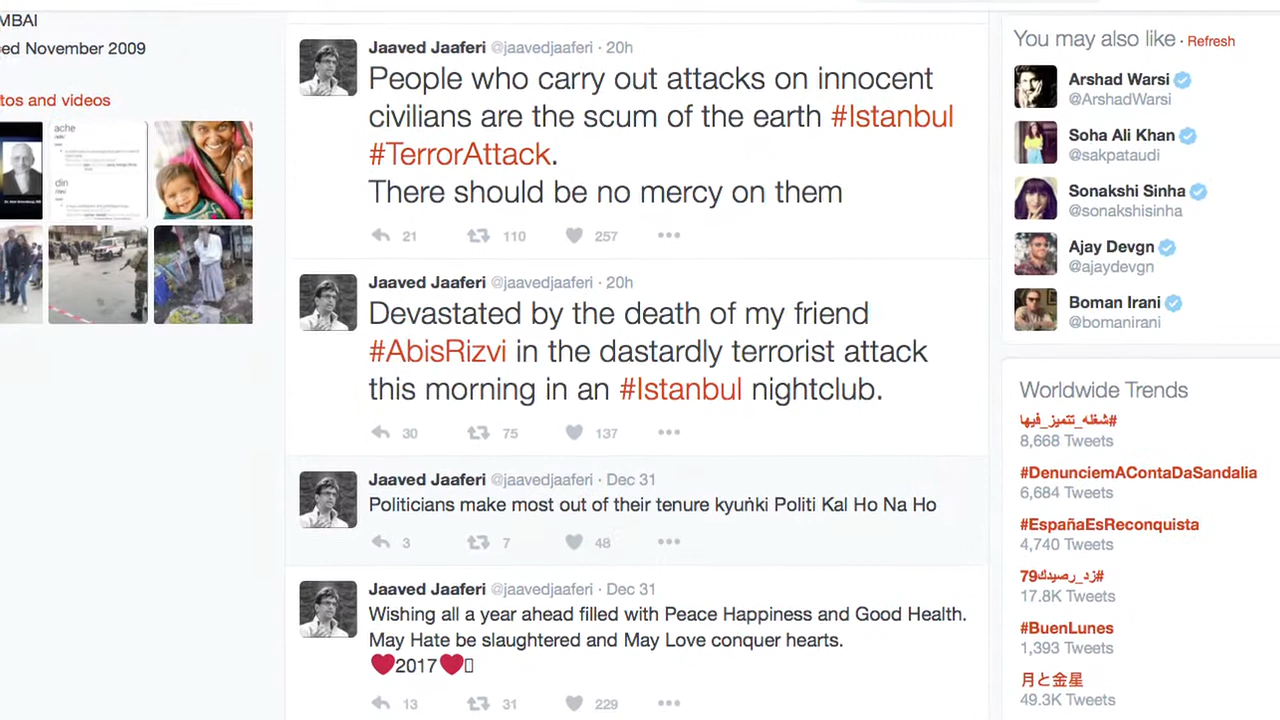 MBAI
ed November 2009
tos and videos
ache
din
Jaaved Jaaferi @jaavedjaaferi · 20h
People who carry out attacks on innocent
civilians are the scum of the earth #Istanbul
#TerrorAttack.
There should be no mercy on them
21 110 257
Jaaved Jaaferi @jaavedjaaferi · 20h
Devastated by the death of my friend
#AbisRizvi in the dastardly terrorist attack
this morning in an #Istanbul nightclub.
30 75 137
Jaaved Jaaferi @jaavedjaaferi · Dec 31
Politicians make most out of their tenure kyuṅki Politi Kal Ho Na Ho
3 7 48
Jaaved Jaaferi @jaavedjaaferi · Dec 31
Wishing all a year ahead filled with Peace Happiness and Good Health.
May Hate be slaughtered and May Love conquer hearts.
❤2017❤
13 31 229
You may also like · Refresh
Arshad Warsi
@ArshadWarsi
Soha Ali Khan
@sakpataudi
Sonakshi Sinha
@sonakshisinha
Ajay Devgn
@ajaydevgn
Boman Irani
@bomanirani
Worldwide Trends
#شغله_تتميز_فيها
8,668 Tweets
#DenunciemAContaDaSandalia
6,684 Tweets
#EspañaEsReconquista
4,740 Tweets
#زد_رصيدك79
17.8K Tweets
#BuenLunes
1,393 Tweets
月と金星
49.3K Tweets